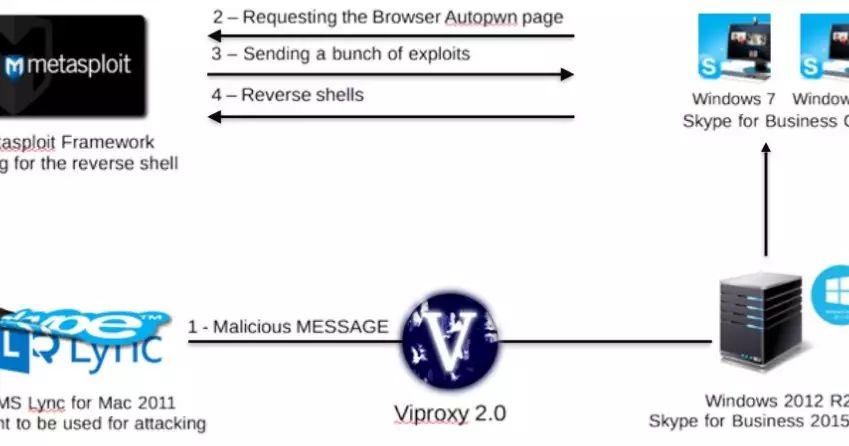 2 – Requesting the Browser Autopwn page
3 – Sending a bunch of exploits
4 – Reverse shells
metasploit
tasploit Framework
g for the reverse shell
Windows 7 Window
Skype for Business C
1 - Malicious MESSAGE
Lync
MS Lync for Mac 2011
nt to be used for attacking
V
Viproxy 2.0
Windows 2012 R2
Skype for Business 2015